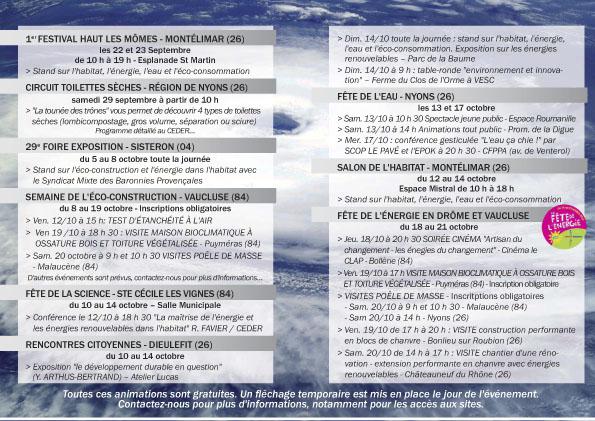 1er FESTIVAL HAUT LES MÔMES - MONTÉLIMAR (26)
les 22 et 23 Septembre
de 10 h à 19 h - Esplanade St Martin
> Stand sur l'habitat, l'énergie, l'eau et l'éco-consommation
CIRCUIT TOILETTES SÈCHES - RÉGION DE NYONS (26)
samedi 29 septembre à partir de 10 h
> "La tounée des trônes" vous permet de découvrir 4 types de toilettes
sèches (lombicompostage, gros volume, séparation ou sciure)
Programme détaillé au CEDER...
29e FOIRE EXPOSITION - SISTERON (04)
du 5 au 8 octobre toute la journée
> Stand sur l'éco-construction et l'énergie dans l'habitat avec
le Syndicat Mixte des Baronnies Provençales
SEMAINE DE L'ÉCO-CONSTRUCTION - VAUCLUSE (84)
du 8 au 19 octobre - Inscriptions obligatoires
> Ven. 12/10 à 15 h: TEST D'ÉTANCHÉITÉ À L'AIR
> Ven 19 /10 à 18 h 30 : VISITE MAISON BIOCLIMATIQUE À
OSSATURE BOIS ET TOITURE VÉGÉTALISÉE - Puyméras (84)
> Sam. 20 octobre à 9 h et 10 h 30 VISITES POÊLE DE MASSE
- Malaucène (84)
D'autres événements sont prévus, contactez-nous pour plus d'informations...
FÊTE DE LA SCIENCE - STE CÉCILE LES VIGNES (84)
du 10 au 14 octobre – Salle Municipale
> Conférence le 12/10 à 18 h 30 "La maîtrise de l'énergie et
les énergies renouvelables dans l'habitat" R. FAVIER / CEDER
RENCONTRES CITOYENNES - DIEULEFIT (26)
du 10 au 14 octobre
> Exposition "le développement durable en question"
(Y. ARTHUS-BERTRAND) – Atelier Lucas
> Dim. 14/10 toute la journée : stand sur l'habitat, l'énergie,
l'eau et l'éco-consommation. Exposition sur les énergies
renouvelables – Parc de la Baume
> Dim. 14/10 à 9 h : table-ronde "environnement et innova-
tion" – Ferme du Clos de l'Orme à VESC
FÊTE DE L'EAU - NYONS (26)
les 13 et 17 octobre
> Sam. 13/10 à 10 h 30 Spectacle jeune public - Espace Roumanille
> Sam. 13/10 à 14 h Animations tout public - Prom. de la Digue
> Mer. 17/10 : conférence gesticulée "L'eau ça chie !" par
SCOP LE PAVÉ et l'EPOK à 20 h 30 - CFPPA (av. de Venterol)
SALON DE L'HABITAT - MONTÉLIMAR (26)
du 12 au 14 octobre
Espace Mistral de 10 h à 18 h
> Stand sur l'habitat, l'énergie, l'eau et l'éco-consommation
FÊTE DE L'ÉNERGIE EN DRÔME ET VAUCLUSE
du 18 au 21 octobre
FÊTE DE L'ÉNERGIE
> Jeu. 18/10 à 20 h 30 SOIRÉE CINÉMA "Artisan du
changement - les énegies du changement" - Cinéma le
CLAP - Bollène (84)
> Ven. 19/10 à 17 h VISITE MAISON BIOCLIMATIQUE À OSSATURE BOIS
ET TOITURE VÉGÉTALISÉE - Puyméras (84) - Inscription obligatoire
> VISITES POÊLE DE MASSE - Inscriptions obligatoires
- Sam. 20/10 à 9 h et 10 h 30 - Malaucène (84)
- Sam 20/10 à 14 h - Nyons (26)
> Ven. 19/10 de 17 h à 20 h : VISITE construction performante
en blocs de chanvre - Bonlieu sur Roubion (26)
> Sam. 20/10 de 14 h à 17 h : VISITE chantier d'une réno-
vation - extension performante en chanvre avec énergies
renouvelables - Châteauneuf du Rhône (26)
Toutes ces animations sont gratuites. Un fléchage temporaire est mis en place le jour de l'événement.
Contactez-nous pour plus d'informations, notamment pour les accès aux sites.